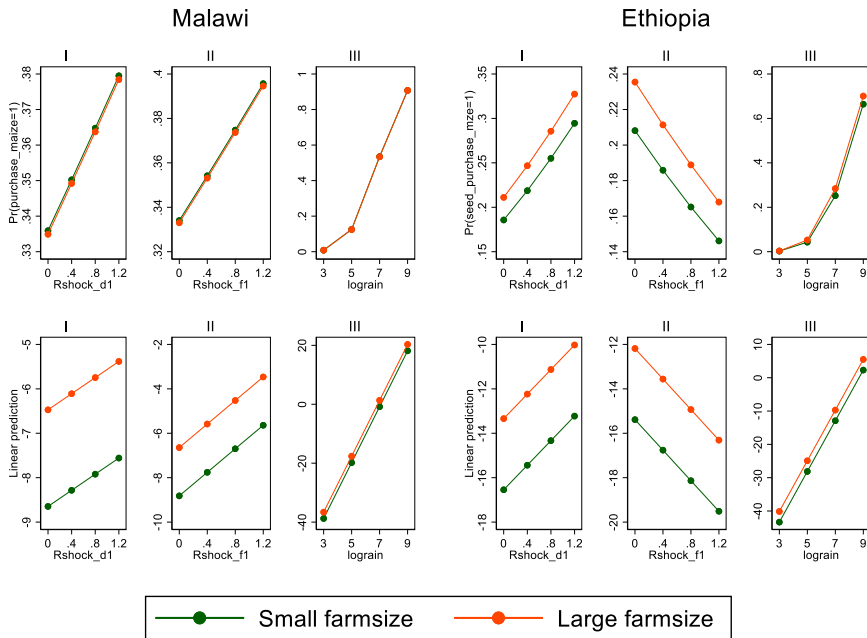 Malawi
Ethiopia
I
II
III
I
II
III
Pr(purchase_maize=1)
.33 .34 .35 .36 .37 .38
0 .4 .8 1.2
Rshock_d1
.32 .34 .36 .38 .4
0 .4 .8 1.2
Rshock_f1
0 .2 .4 .6 .8 1
3 5 7 9
lograin
Pr(seed_purchase_mze=1)
.15 .2 .25 .3 .35
0 .4 .8 1.2
Rshock_d1
.14 .16 .18 .2 .22 .24
0 .4 .8 1.2
Rshock_f1
0 .2 .4 .6 .8
3 5 7 9
lograin
I
II
III
I
II
III
Linear prediction
-9 -8 -7 -6 -5
0 .4 .8 1.2
Rshock_d1
-10 -8 -6 -4 -2
0 .4 .8 1.2
Rshock_f1
-40 -20 0 20
3 5 7 9
lograin
Linear prediction
-18 -16 -14 -12 -10
0 .4 .8 1.2
Rshock_d1
-20 -18 -16 -14 -12
0 .4 .8 1.2
Rshock_f1
-40 -30 -20 -10 0 10
3 5 7 9
lograin
Small farmsize
Large farmsize